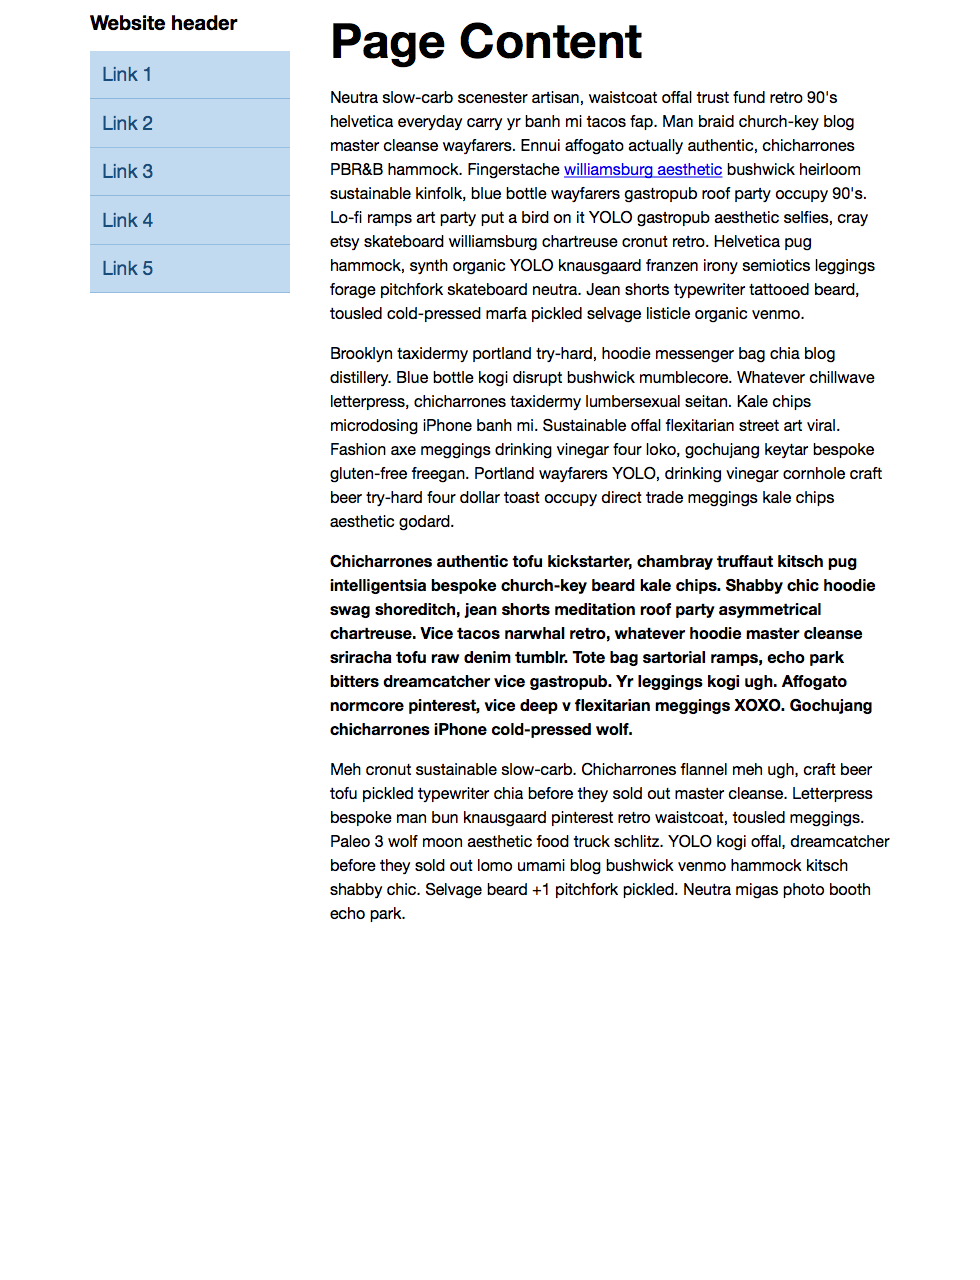 Website header
Link 1
Link 2
Link 3
Link 4
Link 5
Page Content
Neutra slow-carb scenester artisan, waistcoat offal trust fund retro 90's
helvetica everyday carry yr banh mi tacos fap. Man braid church-key blog
master cleanse wayfarers. Ennui affogato actually authentic, chicharrones
PBR&B hammock. Fingerstache williamsburg aesthetic bushwick heirloom
sustainable kinfolk, blue bottle wayfarers gastropub roof party occupy 90's.
Lo-fi ramps art party put a bird on it YOLO gastropub aesthetic selfies, cray
etsy skateboard williamsburg chartreuse cronut retro. Helvetica pug
hammock, synth organic YOLO knausgaard franzen irony semiotics leggings
forage pitchfork skateboard neutra. Jean shorts typewriter tattooed beard,
tousled cold-pressed marfa pickled selvage listicle organic venmo.
Brooklyn taxidermy portland try-hard, hoodie messenger bag chia blog
distillery. Blue bottle kogi disrupt bushwick mumblecore. Whatever chillwave
letterpress, chicharrones taxidermy lumbersexual seitan. Kale chips
microdosing iPhone banh mi. Sustainable offal flexitarian street art viral.
Fashion axe meggings drinking vinegar four loko, gochujang keytar bespoke
gluten-free freegan. Portland wayfarers YOLO, drinking vinegar cornhole craft
beer try-hard four dollar toast occupy direct trade meggings kale chips
aesthetic godard.
Chicharrones authentic tofu kickstarter, chambray truffaut kitsch pug
intelligentsia bespoke church-key beard kale chips. Shabby chic hoodie
swag shoreditch, jean shorts meditation roof party asymmetrical
chartreuse. Vice tacos narwhal retro, whatever hoodie master cleanse
sriracha tofu raw denim tumblr. Tote bag sartorial ramps, echo park
bitters dreamcatcher vice gastropub. Yr leggings kogi ugh. Affogato
normcore pinterest, vice deep v flexitarian meggings XOXO. Gochujang
chicharrones iPhone cold-pressed wolf.
Meh cronut sustainable slow-carb. Chicharrones flannel meh ugh, craft beer
tofu pickled typewriter chia before they sold out master cleanse. Letterpress
bespoke man bun knausgaard pinterest retro waistcoat, tousled meggings.
Paleo 3 wolf moon aesthetic food truck schlitz. YOLO kogi offal, dreamcatcher
before they sold out lomo umami blog bushwick venmo hammock kitsch
shabby chic. Selvage beard +1 pitchfork pickled. Neutra migas photo booth
echo park.